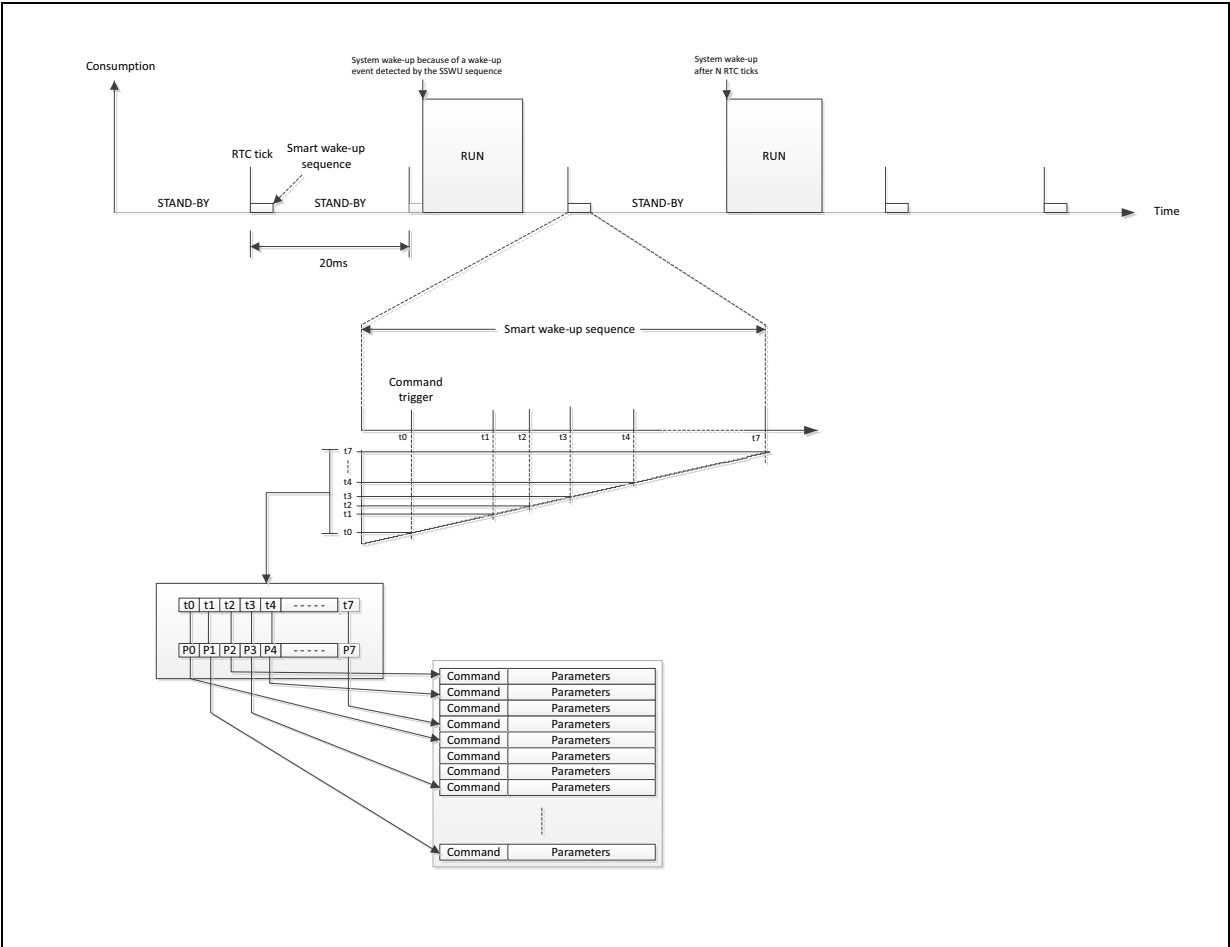 System wake-up because of a wake-up
event detected by the SSWU sequence
System wake-up
after N RTC ticks
Consumption
RTC tick
Smart wake-up
sequence
RUN
RUN
STAND-BY
STAND-BY
STAND-BY
Time
20ms
Smart wake-up sequence
Command
trigger
t0
t1
t2
t3
t4
t7
t7
t4
t3
t2
t1
t0
t0 t1 t2 t3 t4 - - - - - t7
P0 P1 P2 P3 P4 - - - - - P7
Command Parameters
Command Parameters
Command Parameters
Command Parameters
Command Parameters
Command Parameters
Command Parameters
Command Parameters
Command Parameters